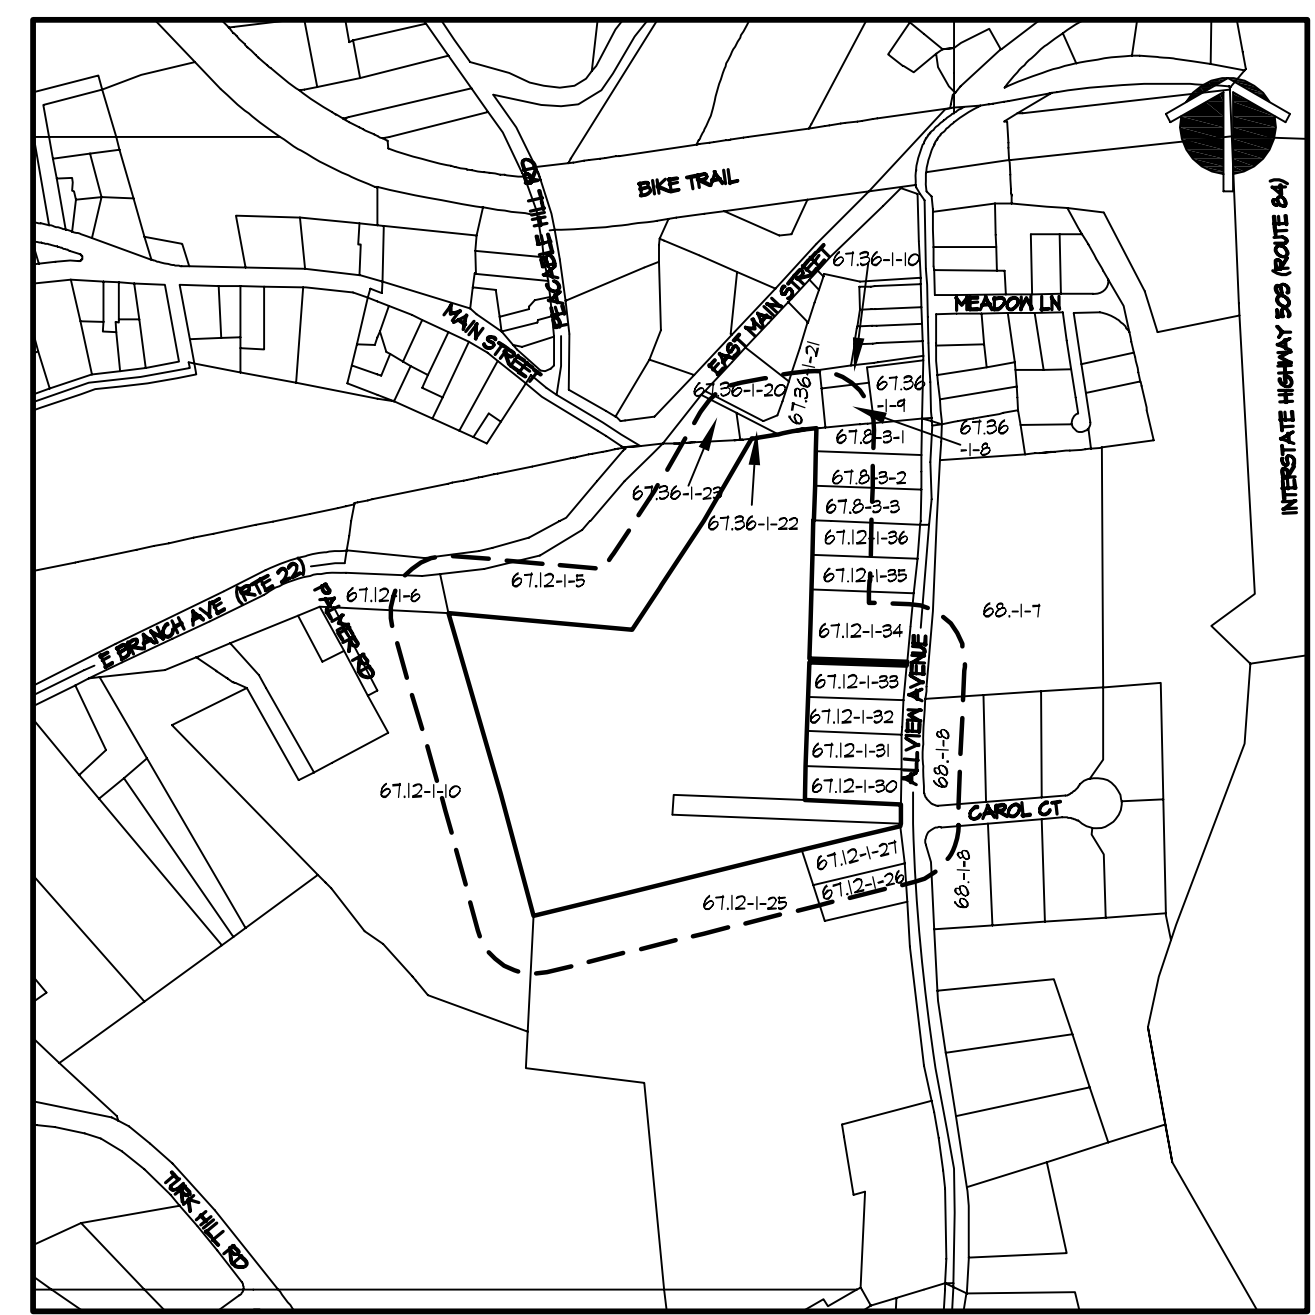 PEACABLE HILL RD
BIKE TRAIL
INTERSTATE HIGHWAY 503 (ROUTE 84)
67.36-1-10
EAST MAIN STREET
MAIN STREET
MEADOW LN
67.36-1-20
67.36-1-21
67.36
-1-9
67.8-3-1
67.36
-1-8
67.8-3-2
67.36-1-23
67.36-1-22
67.8-3-3
67.12-1-36
67.12-1-35
67.12-1-5
67.12-1-6
E BRANCH AVE (RTE 22)
PALMER RD
67.12-1-34
68.-1-7
67.12-1-33
67.12-1-32
67.12-1-31
67.12-1-30
ALLVIEW AVENUE
68.-1-8
67.12-1-10
CAROL CT
67.12-1-27
67.12-1-26
68.-1-8
67.12-1-25
TURK HILL RD